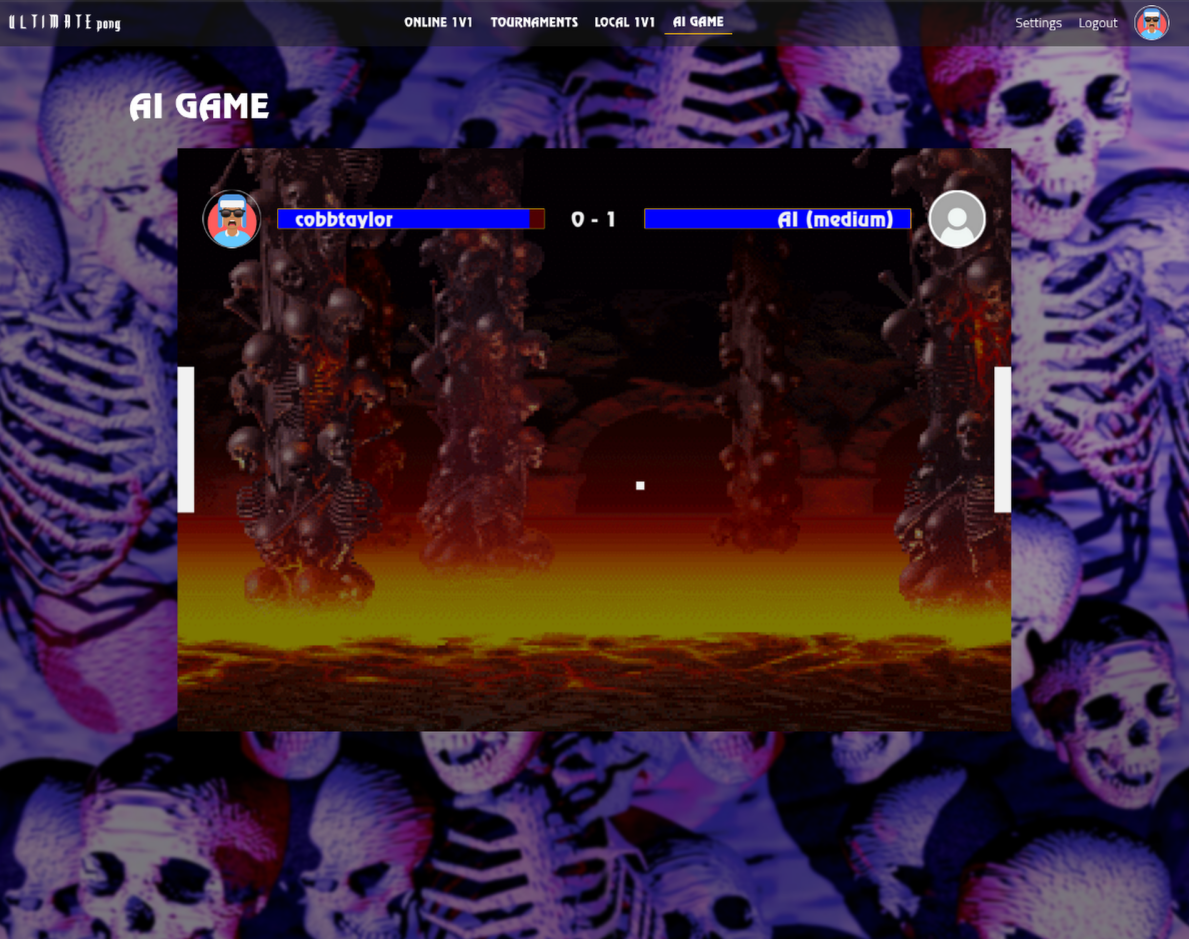 ULTIMATE pong
ONLINE 1V1 TOURNAMENTS LOCAL 1V1 AI GAME
Settings Logout
AI GAME
cobbtaylor 0 - 1 AI (medium)